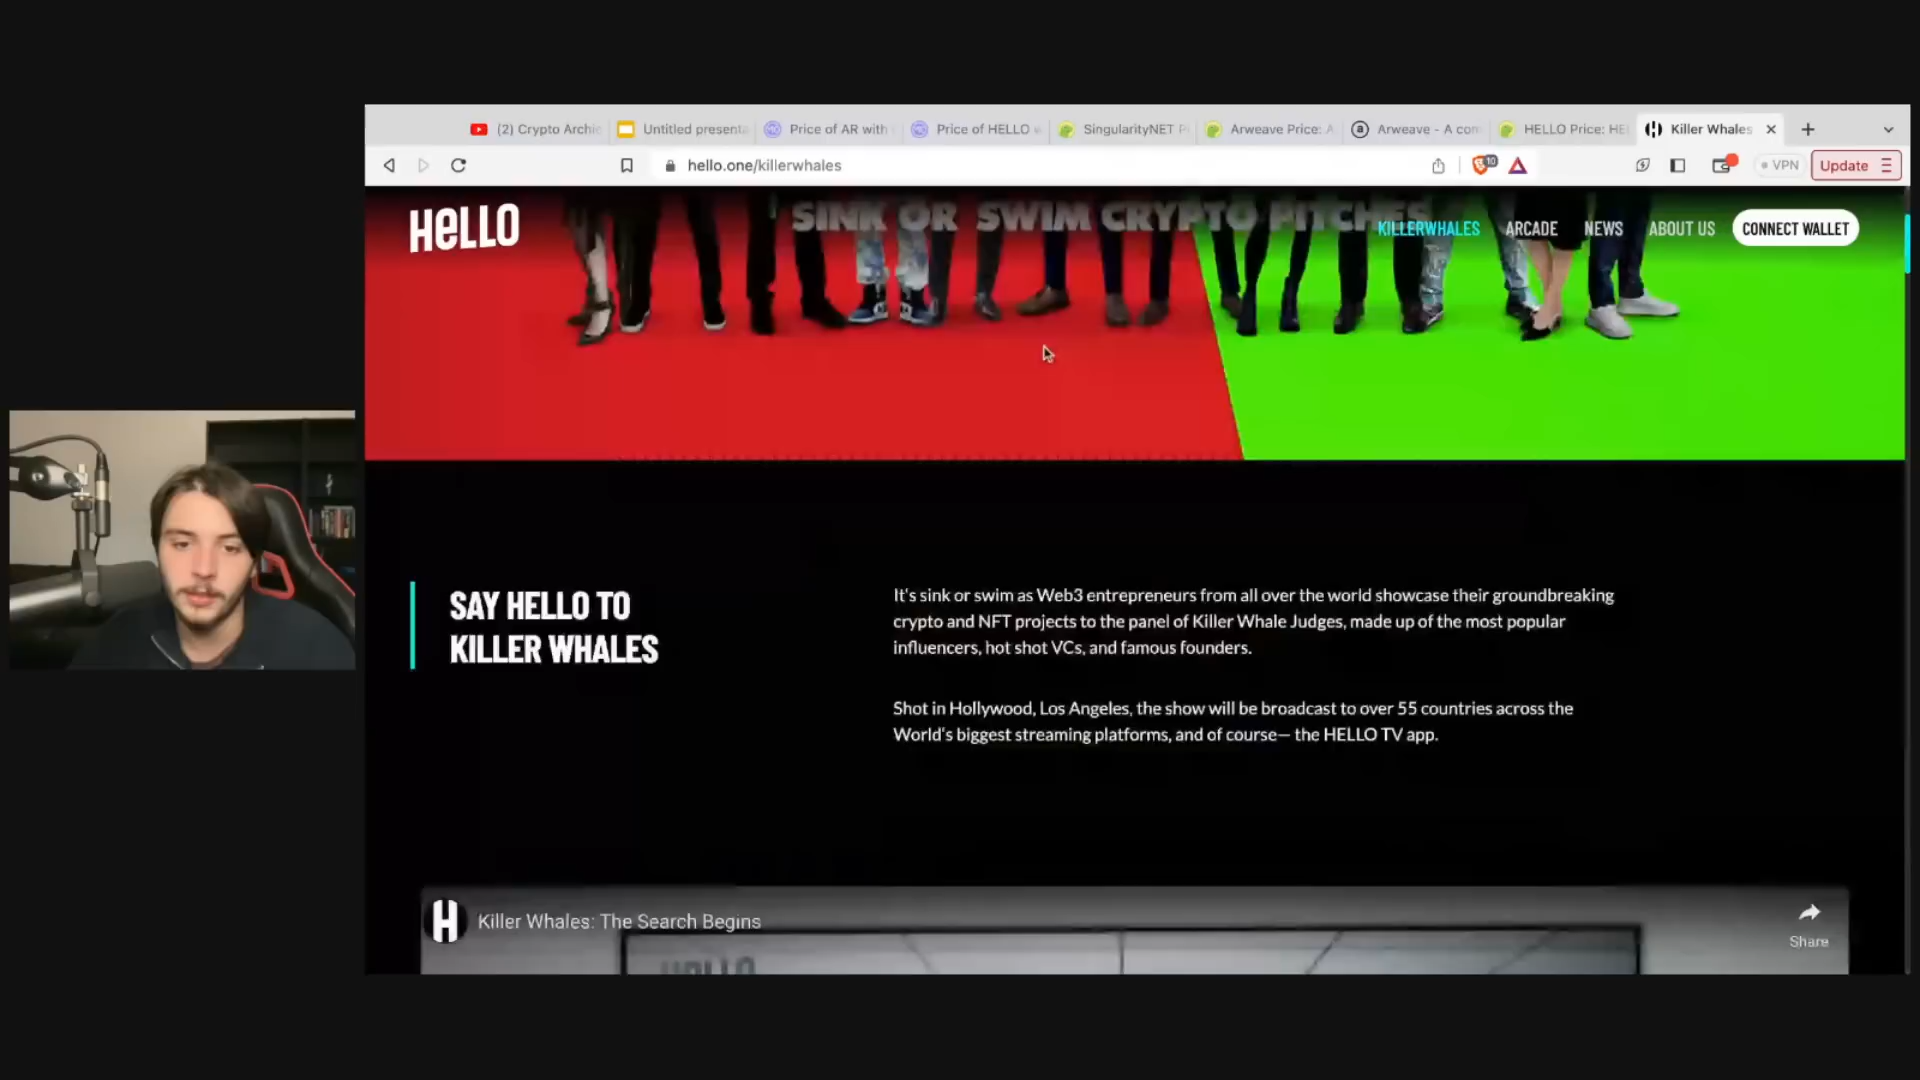 (2) Crypto Archie
Untitled presenta
Price of AR with
Price of HELLO w
SingularityNET P
Arweave Price: A
Arweave - A com
HELLO Price: HE
Killer Whales
hello.one/killerwhales
10
VPN
Update
HELLO
SINK OR SWIM CRYPTO PITCHES
KILLERWHALES
ARCADE
NEWS
ABOUT US
CONNECT WALLET
SAY HELLO TO
KILLER WHALES
It's sink or swim as Web3 entrepreneurs from all over the world showcase their groundbreaking
crypto and NFT projects to the panel of Killer Whale Judges, made up of the most popular
influencers, hot shot VCs, and famous founders.
Shot in Hollywood, Los Angeles, the show will be broadcast to over 55 countries across the
World's biggest streaming platforms, and of course— the HELLO TV app.
H
Killer Whales: The Search Begins
Share
HELLO